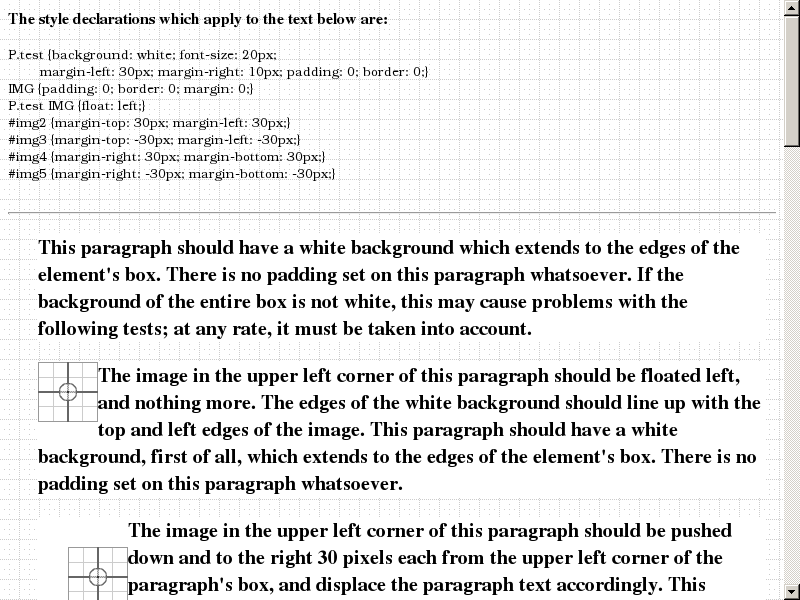 The style declarations which apply to the text below are:
P.test {background: white; font-size: 20px;
margin-left: 30px; margin-right: 10px; padding: 0; border: 0;}
IMG {padding: 0; border: 0; margin: 0;}
P.test IMG {float: left;}
#img2 {margin-top: 30px; margin-left: 30px;}
#img3 {margin-top: -30px; margin-left: -30px;}
#img4 {margin-right: 30px; margin-bottom: 30px;}
#img5 {margin-right: -30px; margin-bottom: -30px;}
This paragraph should have a white background which extends to the edges of the
element's box. There is no padding set on this paragraph whatsoever. If the
background of the entire box is not white, this may cause problems with the
following tests; at any rate, it must be taken into account.
The image in the upper left corner of this paragraph should be floated left,
and nothing more. The edges of the white background should line up with the
top and left edges of the image. This paragraph should have a white
background, first of all, which extends to the edges of the element's box. There is no
padding set on this paragraph whatsoever.
The image in the upper left corner of this paragraph should be pushed
down and to the right 30 pixels each from the upper left corner of the
paragraph's box, and displace the paragraph text accordingly. This